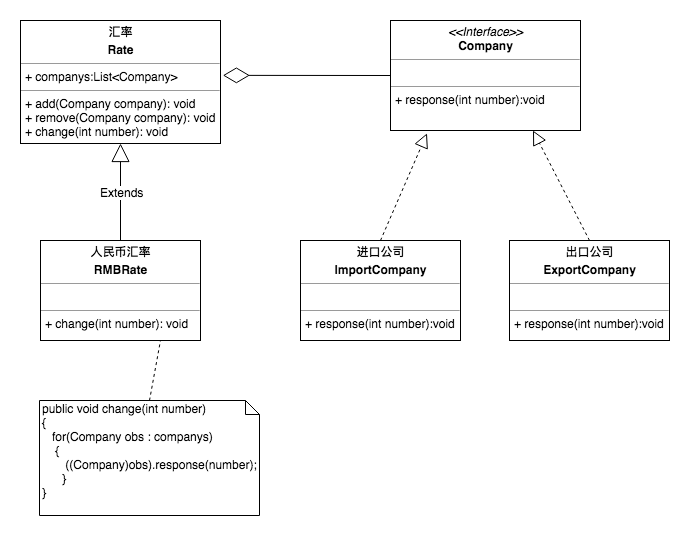 汇率
Rate
+ companys:List<Company>
+ add(Company company): void
+ remove(Company company): void
+ change(int number): void
<<Interface>>
Company
+ response(int number):void
Extends
人民币汇率
RMBRate
+ change(int number): void
进口公司
ImportCompany
+ response(int number):void
出口公司
ExportCompany
+ response(int number):void
public void change(int number)
{
for(Company obs : companys)
{
((Company)obs).response(number);
}
}